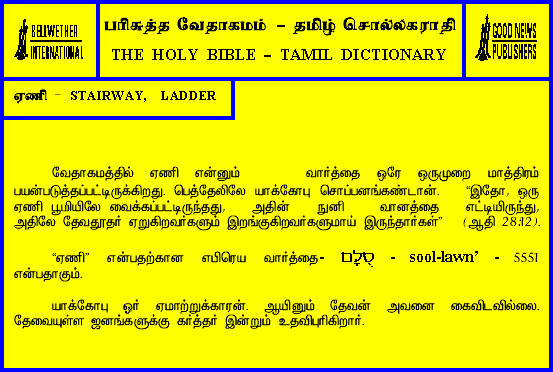 BELLWETHER
INTERNATIONAL
பரிசுத்த வேதாகமம் – தமிழ் சொல்லகராதி
THE HOLY BIBLE – TAMIL DICTIONARY
GOOD NEWS
PUBLISHERS
ஏணி – STAIRWAY, LADDER
வேதாகமத்தில் ஏணி என்னும் வார்த்தை ஒரே ஒருமுறை மாத்திரம்
பயன்படுத்தப்பட்டிருக்கிறது. பெத்தேலிலே யாக்கோபு சொப்பனங்கண்டான். “இதோ, ஒரு
ஏணி பூமியிலே வைக்கப்பட்டிருந்தது, அதின் நுனி வானத்தை எட்டியிருந்து,
அதிலே தேவதூதர் ஏறுகிறவர்களும் இறங்குகிறவர்களுமாய் இருந்தார்கள்” (ஆதி 28:12).
“ஏணி” என்பதற்கான எபிரெய வார்த்தை- סֻלָּם - sool-lawn’ - 5551
என்பதாகும்.
யாக்கோபு ஓர் ஏமாற்றுக்காரன். ஆயினும் தேவன் அவனை கைவிடவில்லை.
தேவையுள்ள ஜனங்களுக்கு கர்த்தர் இன்றும் உதவிபுரிகிறார்.